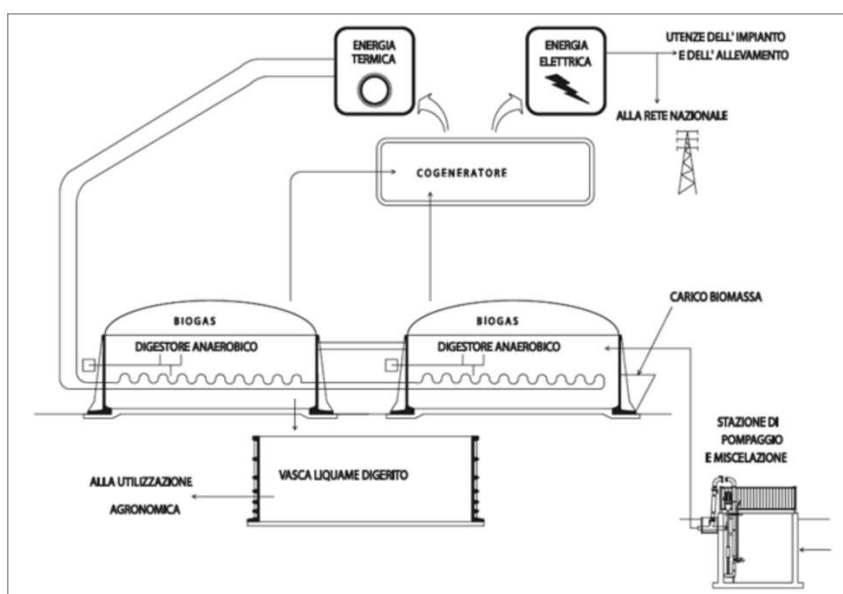 ENERGIA
TERMICA
ENERGIA
ELETTRICA
UTENZE DELL' IMPIANTO
E DELL' ALLEVAMENTO
ALLA RETE NAZIONALE
COGENERATORE
CARICO BIOMASSA
BIOGAS
DIGESTORE ANAEROBICO
BIOGAS
DIGESTORE ANAEROBICO
STAZIONE DI
POMPAGGIO
E MISCELAZIONE
VASCA LIQUAME DIGERITO
ALLA UTILIZZAZIONE
AGRONOMICA